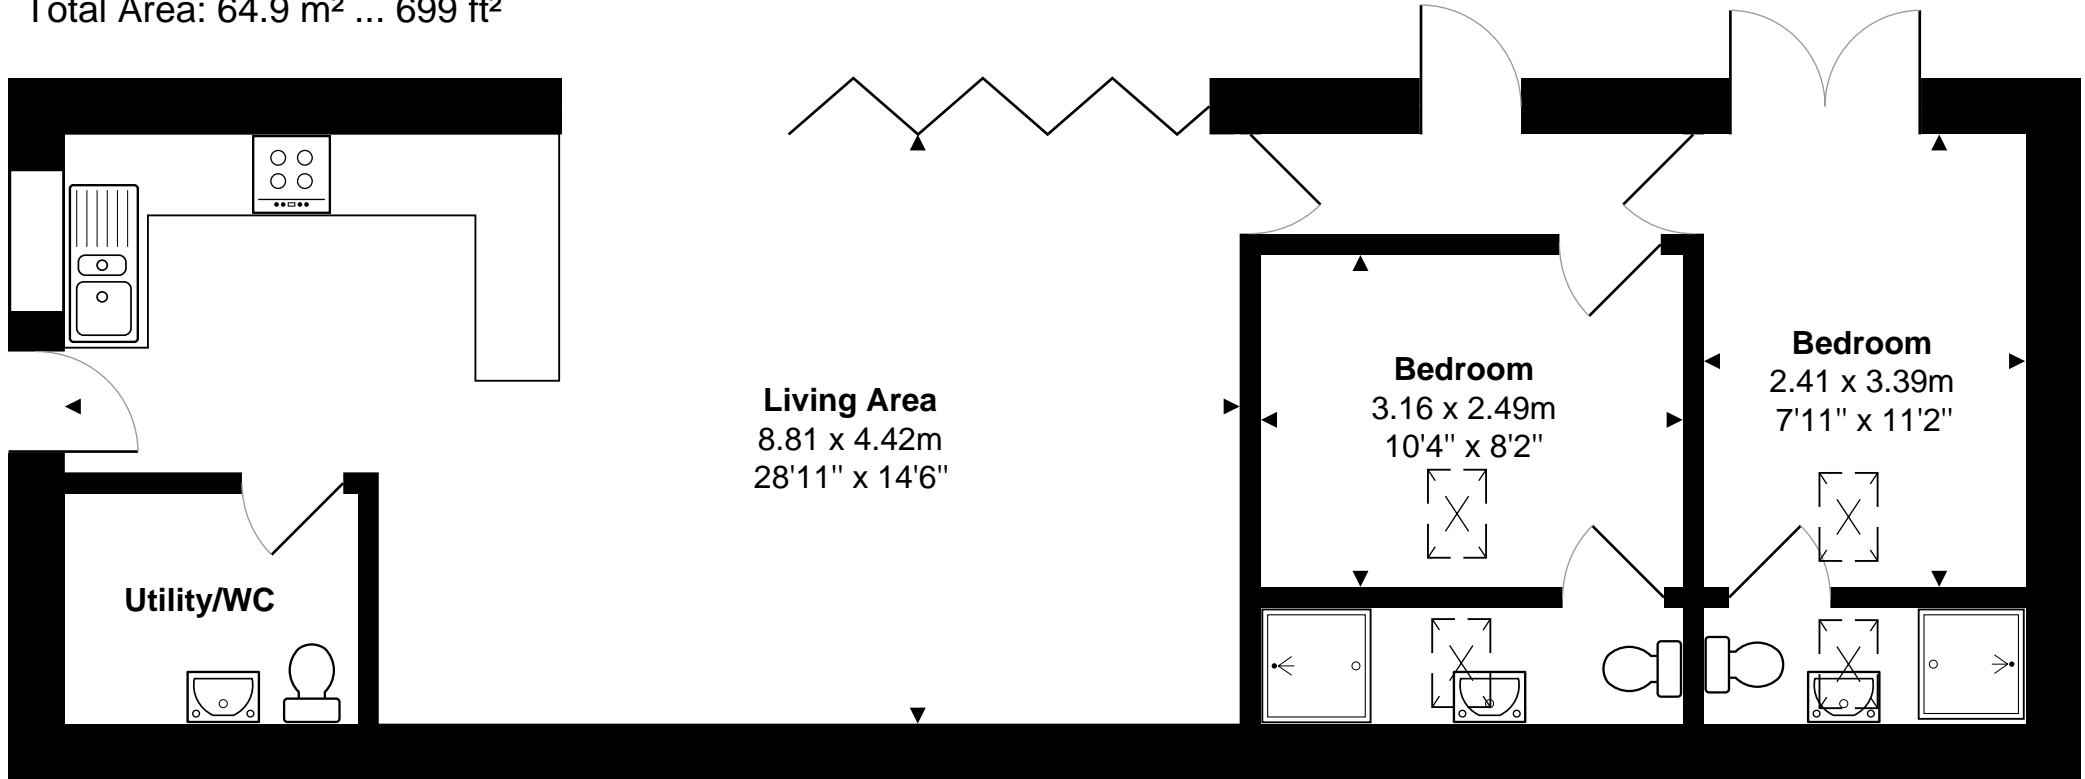 Total Area: 64.9 m² ... 699 ft²
Living Area
8.81 x 4.42m
28'11" x 14'6"
Bedroom
3.16 x 2.49m
10'4" x 8'2"
Bedroom
2.41 x 3.39m
7'11" x 11'2"
Utility/WC